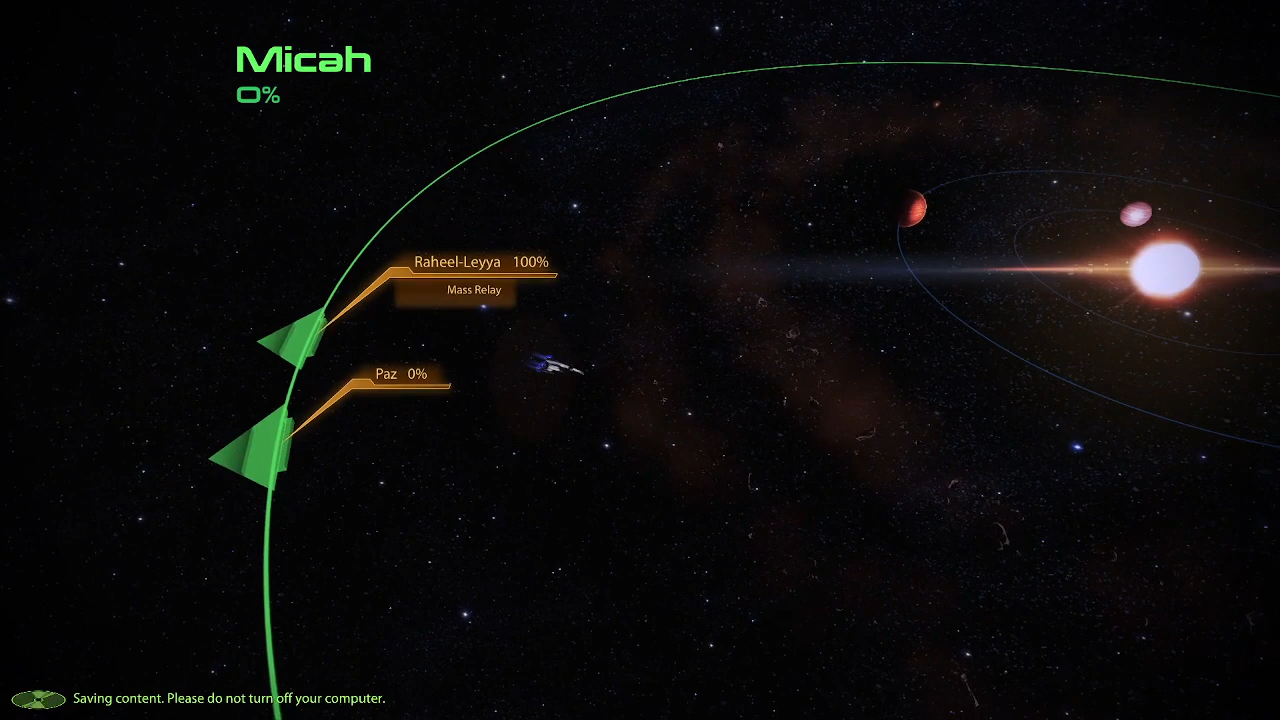 Micah
0%
Raheel-Leyya 100%
Mass Relay
Paz 0%
Saving content. Please do not turn off your computer.